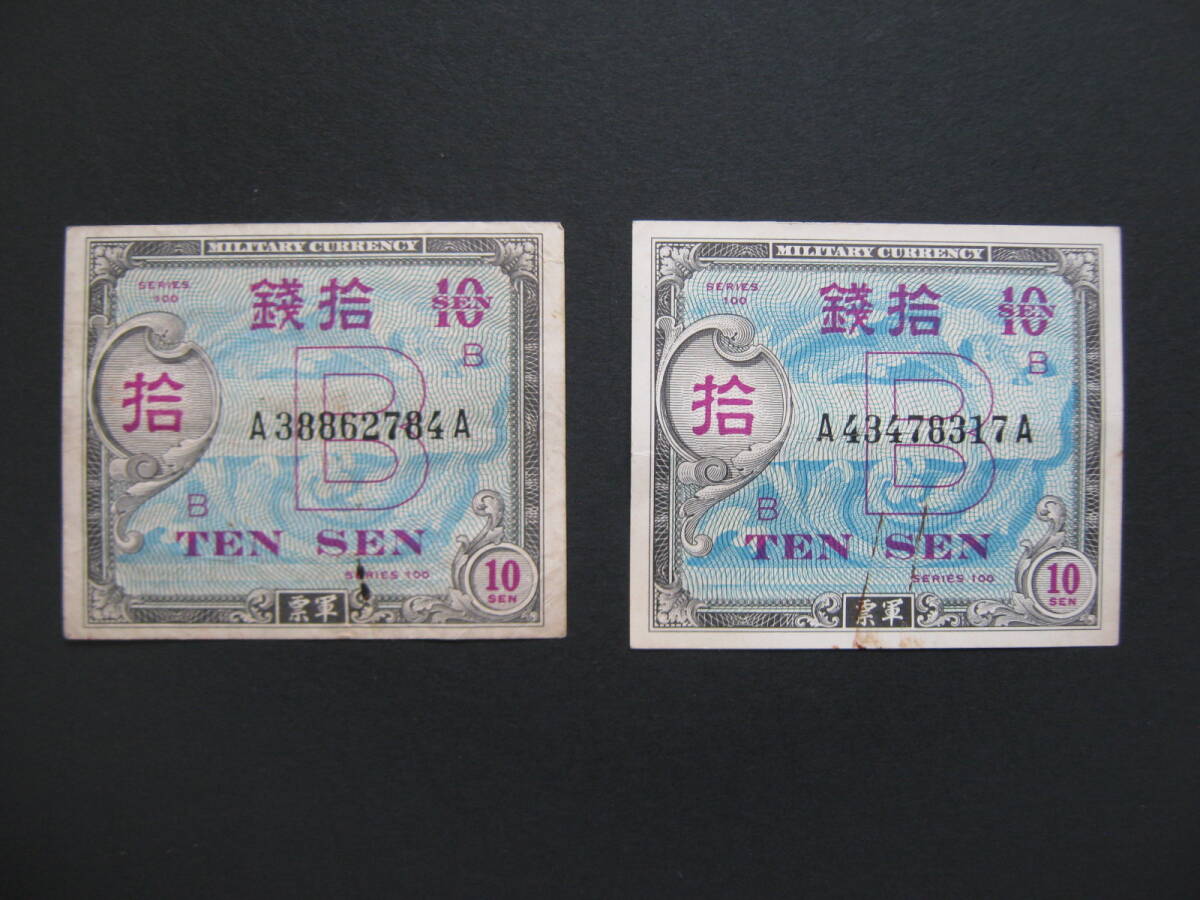 MILITARY CURRENCY
SERIES 100
錢拾
10 SEN
B
拾
B
A38862784A
B
TEN SEN
SERIES 100
票軍
10 SEN
MILITARY CURRENCY
SERIES 100
錢拾
10 SEN
B
拾
B
A43478317A
B
TEN SEN
SERIES 100
票軍
10 SEN